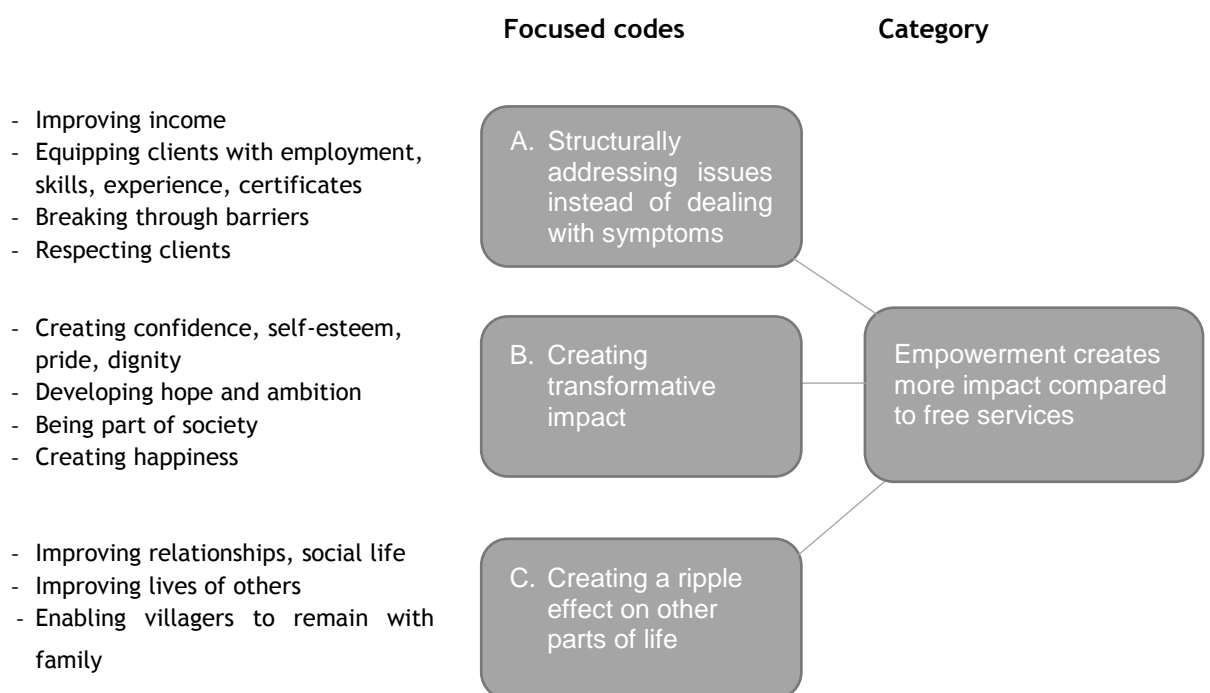 Focused codes
Category
- Improving income
- Equipping clients with employment,
skills, experience, certificates
- Breaking through barriers
- Respecting clients
A. Structurally
addressing issues
instead of dealing
with symptoms
- Creating confidence, self-esteem,
pride, dignity
- Developing hope and ambition
- Being part of society
- Creating happiness
B. Creating
transformative
impact
Empowerment creates
more impact compared
to free services
- Improving relationships, social life
- Improving lives of others
- Enabling villagers to remain with
family
C. Creating a ripple
effect on other
parts of life